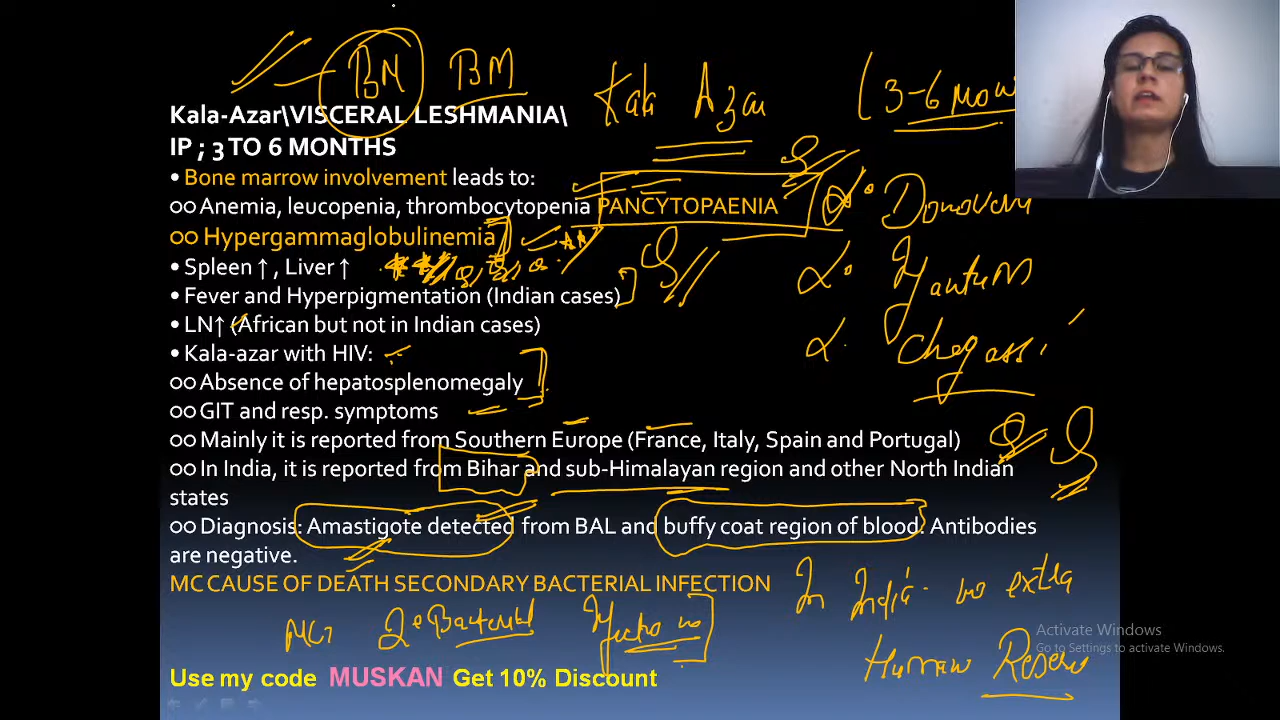 BM BM Kala Azar (3-6 mon
Kala-Azar\VISCERAL LESHMANIA\
IP ; 3 TO 6 MONTHS
• Bone marrow involvement leads to:
oo Anemia, leucopenia, thrombocytopenia PANCYTOPAENIA
oo Hypergammaglobulinemia
• Spleen ↑ , Liver ↑
• Fever and Hyperpigmentation (Indian cases)
• LN↑ (African but not in Indian cases)
• Kala-azar with HIV:
oo Absence of hepatosplenomegaly
oo GIT and resp. symptoms
oo Mainly it is reported from Southern Europe (France, Italy, Spain and Portugal)
oo In India, it is reported from Bihar and sub-Himalayan region and other North Indian
states
oo Diagnosis: Amastigote detected from BAL and buffy coat region of blood. Antibodies
are negative.
MC CAUSE OF DEATH SECONDARY BACTERIAL INFECTION
2° Bacterial
In India no extra
Human
Use my code MUSKAN Get 10% Discount
Activate Windows
Go to Settings to activate Windows.